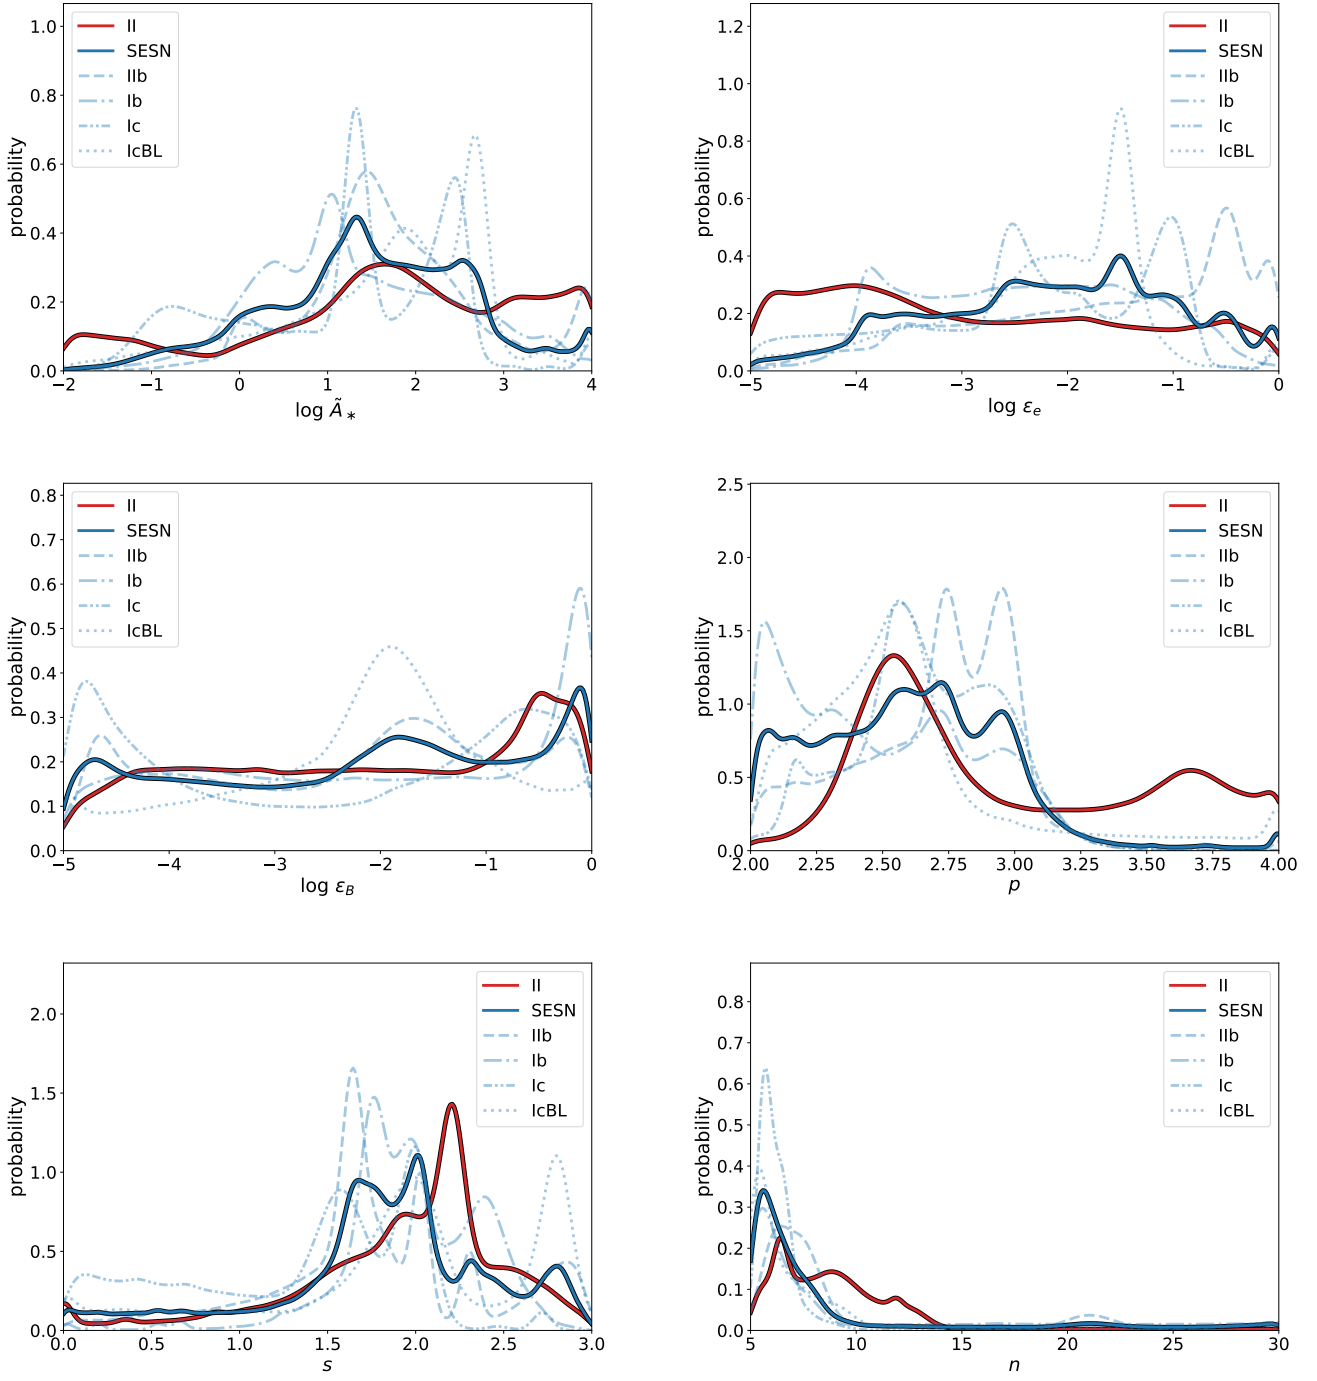 1.0
0.8
0.6
0.4
0.2
0.0
probability
II
SESN
IIb
Ib
Ic
IcBL
−2 −1 0 1 2 3 4
log Ã∗
1.2
1.0
0.8
0.6
0.4
0.2
0.0
probability
II
SESN
IIb
Ib
Ic
IcBL
−5 −4 −3 −2 −1 0
log εe
0.8
0.7
0.6
0.5
0.4
0.3
0.2
0.1
0.0
probability
II
SESN
IIb
Ib
Ic
IcBL
−5 −4 −3 −2 −1 0
log εB
2.5
2.0
1.5
1.0
0.5
0.0
probability
II
SESN
IIb
Ib
Ic
IcBL
2.00 2.25 2.50 2.75 3.00 3.25 3.50 3.75 4.00
p
2.0
1.5
1.0
0.5
0.0
probability
II
SESN
IIb
Ib
Ic
IcBL
0.0 0.5 1.0 1.5 2.0 2.5 3.0
s
0.8
0.7
0.6
0.5
0.4
0.3
0.2
0.1
0.0
probability
II
SESN
IIb
Ib
Ic
IcBL
5 10 15 20 25 30
n